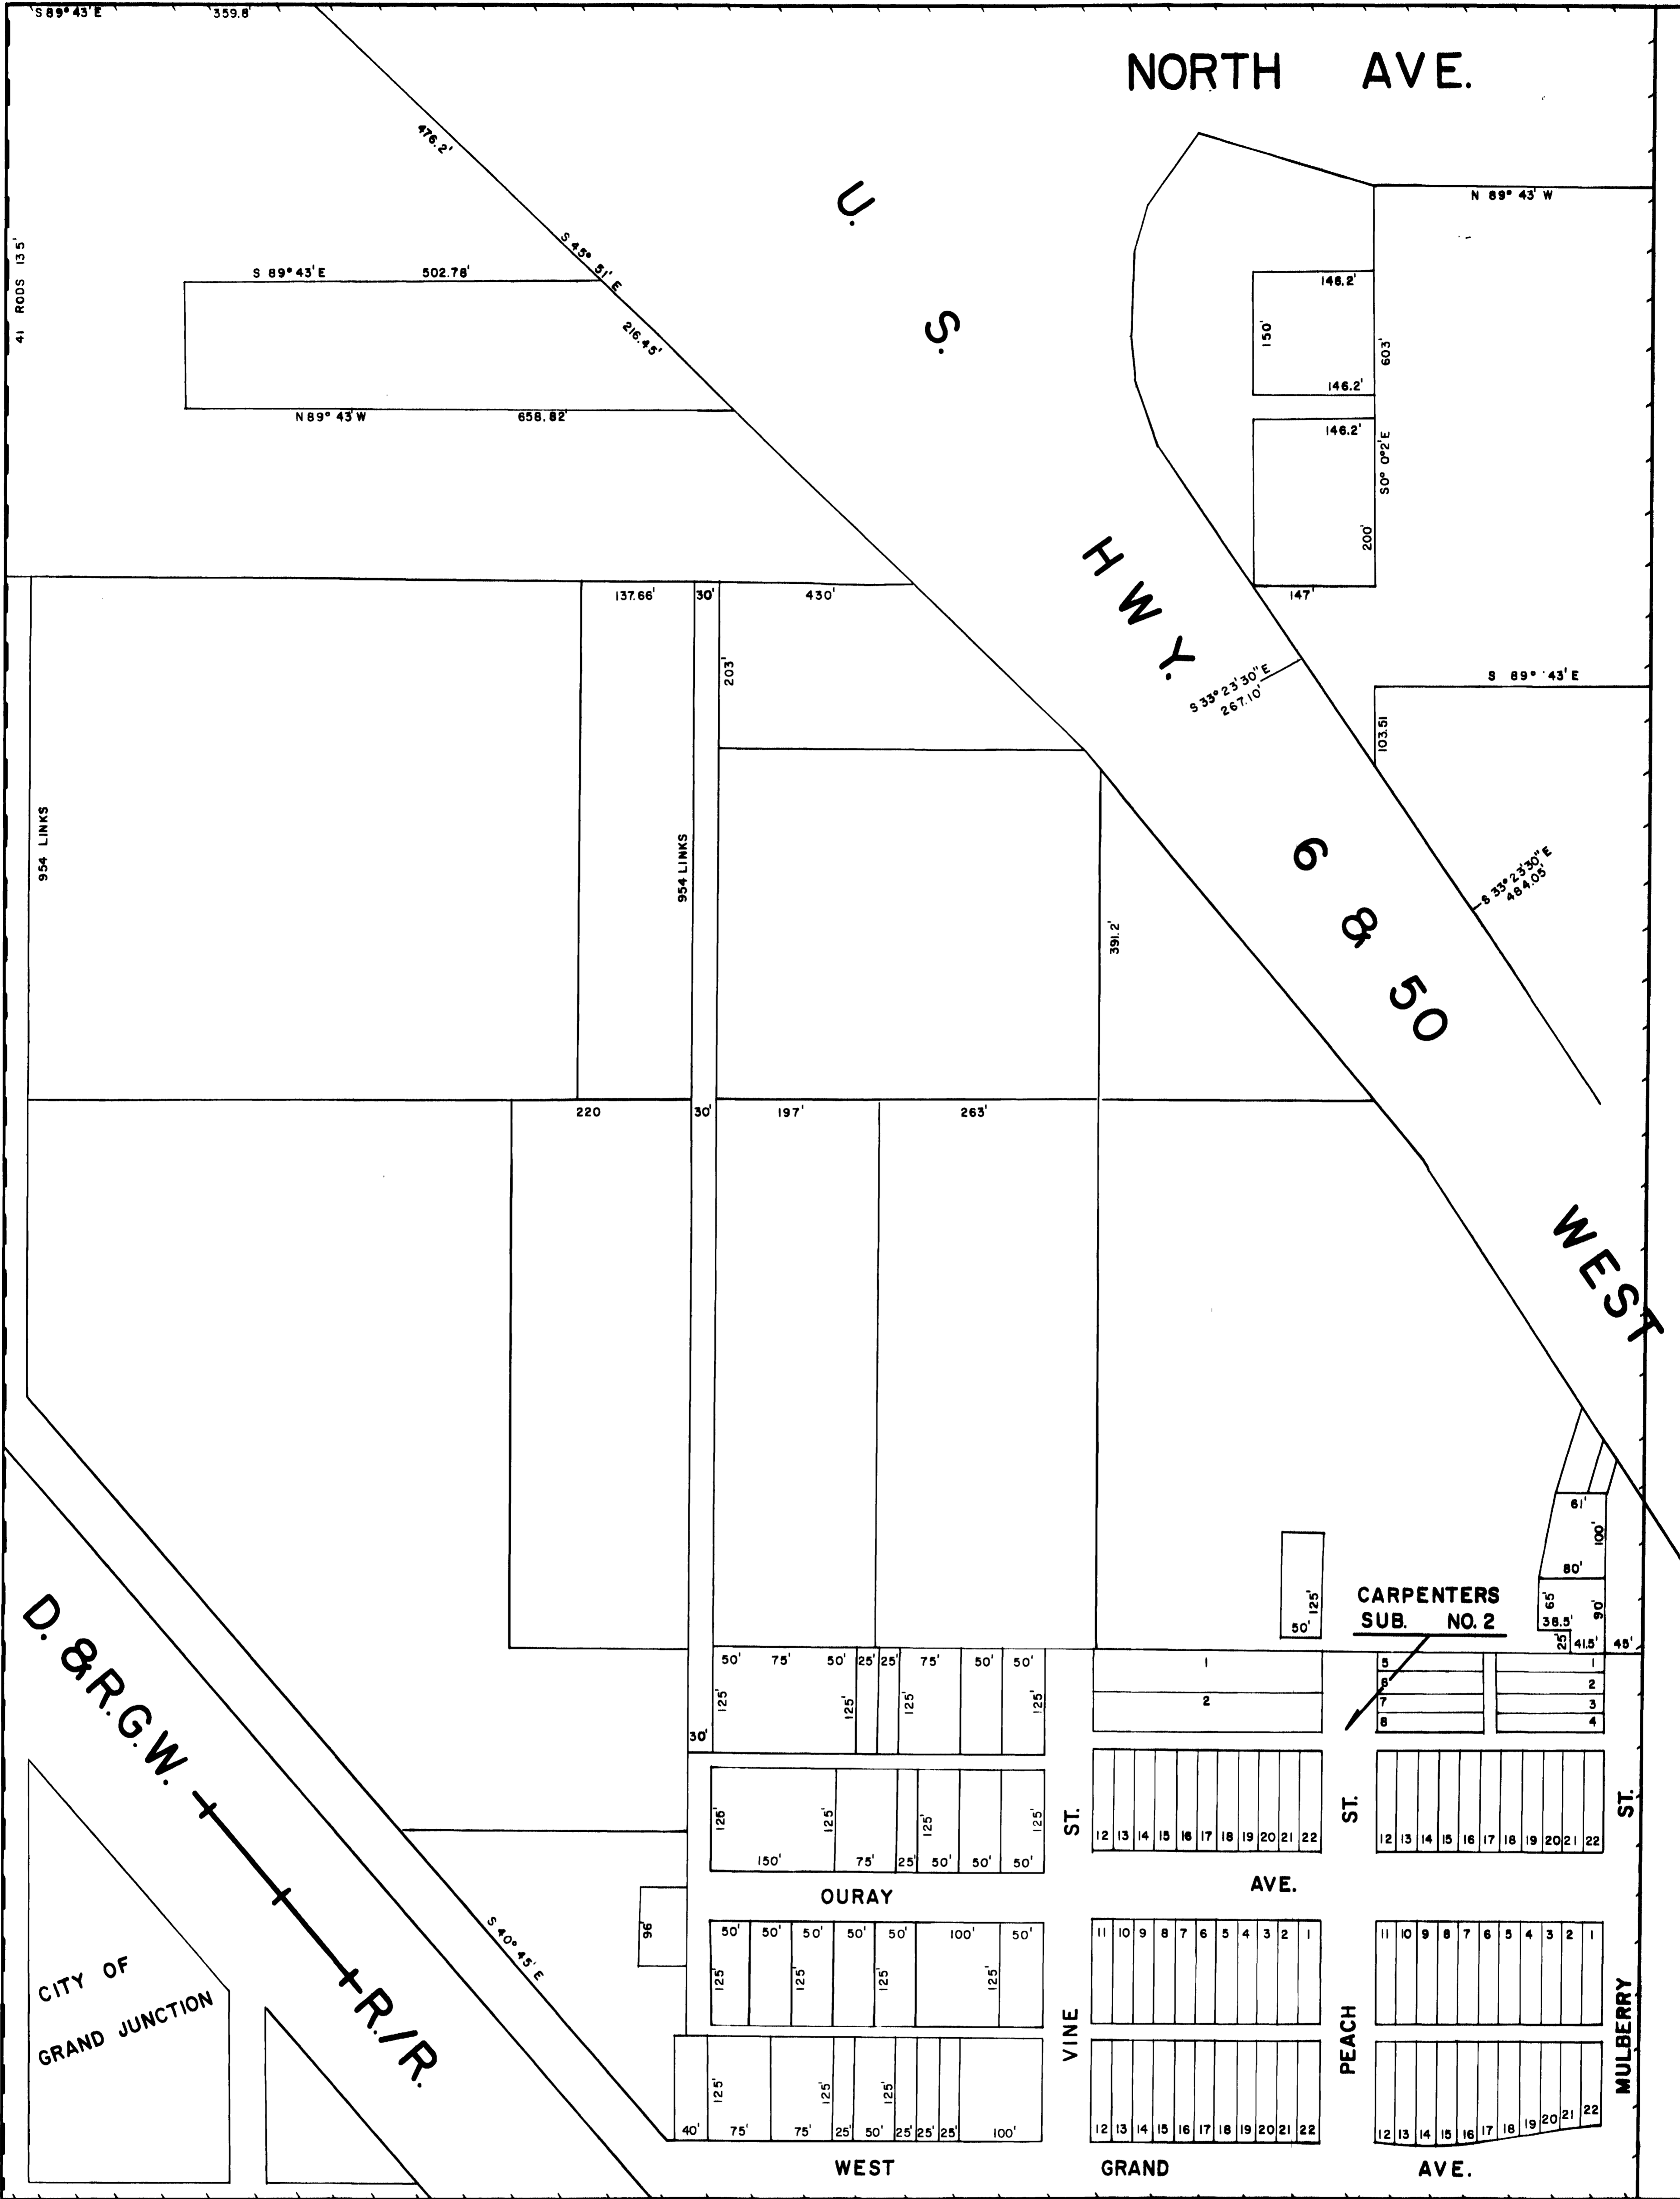 S 89° 43' E 359.8'
NORTH AVE.
476.2'
U. S. HWY. 6 & 50 WEST
N 89° 43' W
41 RODS 13.5'
S 45° 51' E
S 89° 43' E 502.78'
216.45'
N 89° 43' W 658.82'
146.2'
150'
603'
146.2'
146.2'
S 0° 0°2' E
200'
147'
137.66' 30' 430'
203'
S 33° 23' 30" E
267.10'
S 89° 43' E
103.51
954 LINKS
954 LINKS
391.2'
S 33° 23' 30" E
484.05'
220 30' 197' 263'
61'
100'
80'
65'
38.5'
90'
25' 41.5' 45'
50' 125'
CARPENTERS
SUB. NO. 2
50' 75' 50' 25' 25' 75' 50' 50'
125' 125' 125' 125'
30'
1
2
5 1
6 2
7 3
8 4
D. & R.G.W. R./R.
125' 125' 125' 125'
150' 75' 25' 50' 50' 50'
ST.
12 13 14 15 16 17 18 19 20 21 22
ST.
12 13 14 15 16 17 18 19 20 21 22
ST.
OURAY AVE.
96'
S 40° 45' E
50' 50' 50' 50' 50' 100' 50'
125' 125' 125' 125'
11 10 9 8 7 6 5 4 3 2 1
11 10 9 8 7 6 5 4 3 2 1
CITY OF
GRAND JUNCTION
VINE
PEACH
MULBERRY
125' 125' 125'
40' 75' 75' 25' 50' 25' 25' 25' 100'
12 13 14 15 16 17 18 19 20 21 22
12 13 14 15 16 17 18 19 20 21 22
WEST GRAND AVE.